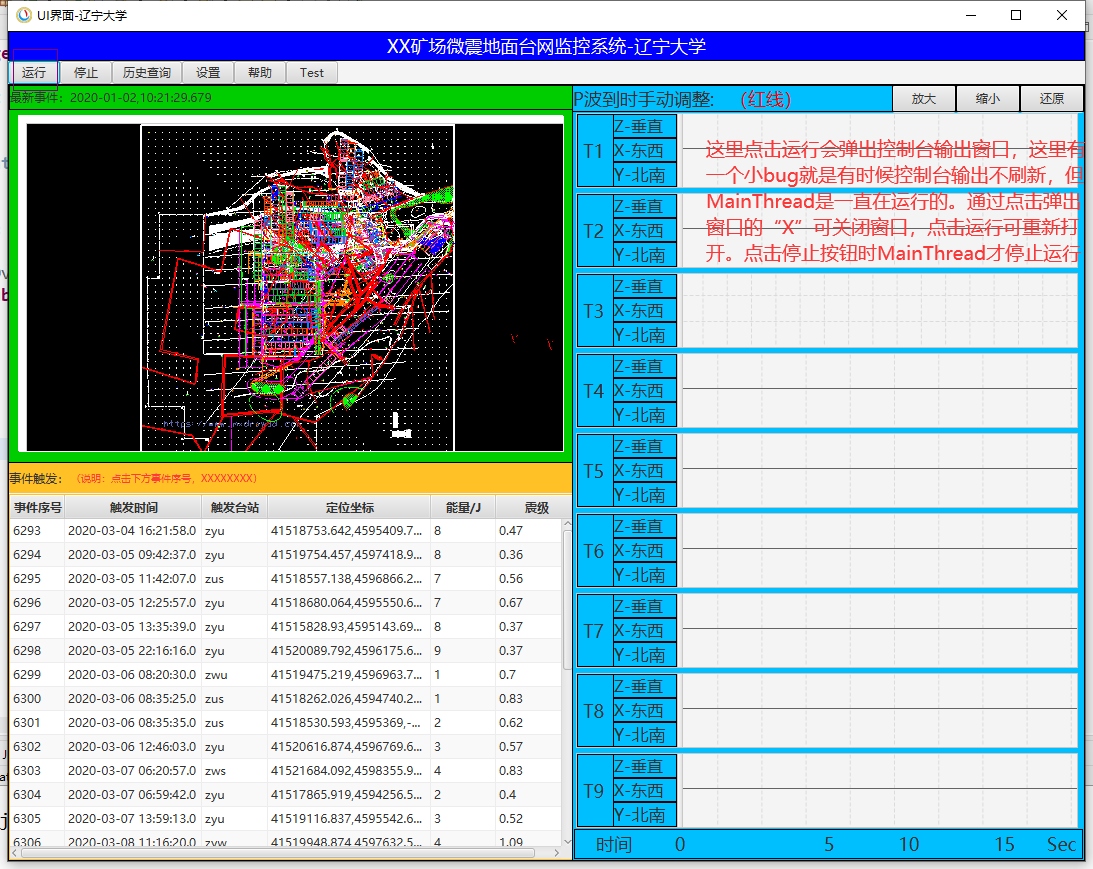 UI界面-辽宁大学
XX矿场微震地面台网监控系统-辽宁大学
运行 停止 历史查询 设置 帮助 Test
最新事件：2020-01-02,10:21:29.679
事件触发：（说明：点击下方事件序号，XXXXXXXX）
事件序号 触发时间 触发台站 定位坐标 能量/J 震级
6293 2020-03-04 16:21:58.0 zyu 41518753.642,4595409.7... 8 0.47
6294 2020-03-05 09:42:37.0 zyu 41519754.457,4597418.9... 8 0.36
6295 2020-03-05 11:42:07.0 zus 41518557.138,4596866.2... 7 0.56
6296 2020-03-05 12:25:57.0 zyu 41518680.064,4595550.6... 7 0.67
6297 2020-03-05 13:35:39.0 zyu 41515828.93,4595143.69... 8 0.37
6298 2020-03-05 22:16:16.0 zyu 41520089.792,4596175.6... 9 0.37
6299 2020-03-06 08:20:30.0 zwu 41519475.219,4596963.7... 1 0.7
6300 2020-03-06 08:35:25.0 zus 41518262.026,4594740.2... 1 0.83
6301 2020-03-06 08:35:35.0 zus 41518530.593,4595369,-... 2 0.62
6302 2020-03-06 12:46:03.0 zyu 41520616.874,4596769.6... 3 0.57
6303 2020-03-07 06:20:57.0 zws 41521684.092,4598355.9... 4 0.83
6304 2020-03-07 06:59:42.0 zyu 41517865.919,4594256.5... 2 0.4
6305 2020-03-07 13:59:13.0 zyu 41519116.837,4595542.6... 3 0.52
6306 2020-03-08 11:16:20.0 zyw 41519948.874,4597632.5... 4 1.09
P波到时手动调整: （红线） 放大 缩小 还原
T1
Z-垂直
X-东西
Y-北南
T2
Z-垂直
X-东西
Y-北南
T3
Z-垂直
X-东西
Y-北南
T4
Z-垂直
X-东西
Y-北南
T5
Z-垂直
X-东西
Y-北南
T6
Z-垂直
X-东西
Y-北南
T7
Z-垂直
X-东西
Y-北南
T8
Z-垂直
X-东西
Y-北南
T9
Z-垂直
X-东西
Y-北南
这里点击运行会弹出控制台输出窗口，这里有
一个小bug就是有时候控制台输出不刷新，但
MainThread是一直在运行的。通过点击弹出
窗口的“X”可关闭窗口，点击运行可重新打
开。点击停止按钮时MainThread才停止运行
时间 0 5 10 15 Sec